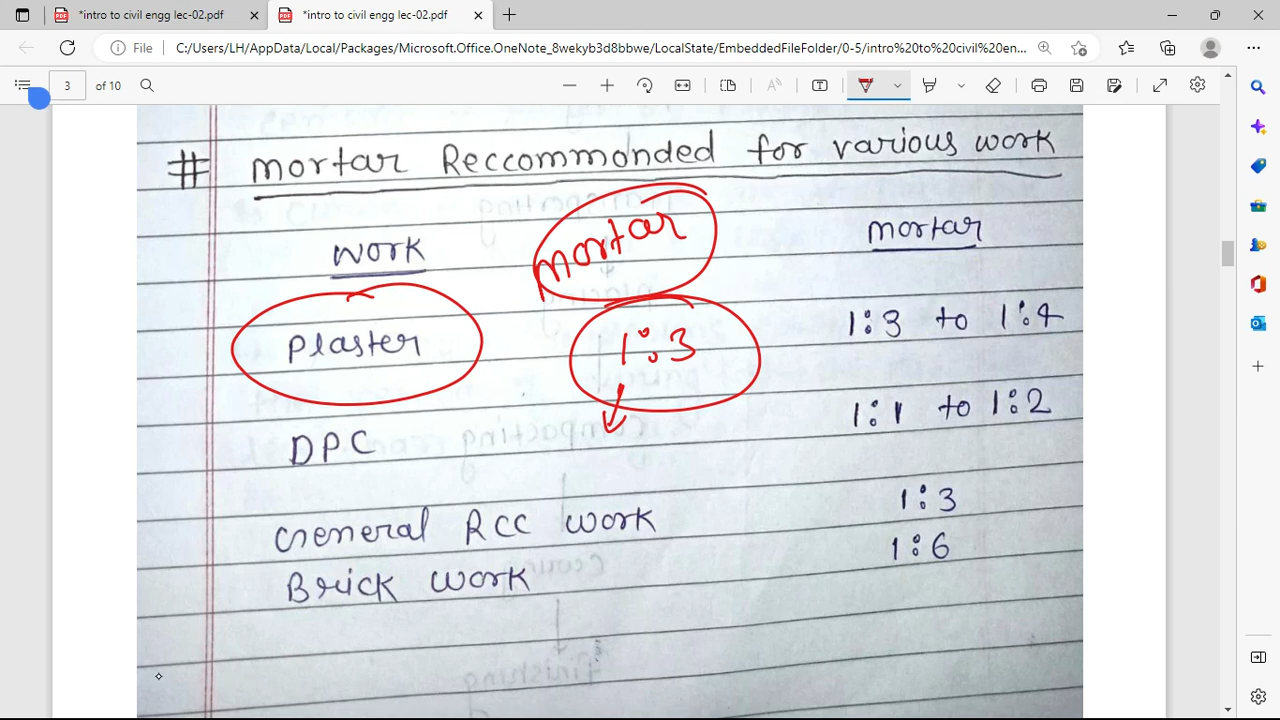 *intro to civil engg lec-02.pdf
*intro to civil engg lec-02.pdf
File C:/Users/LH/AppData/Local/Packages/Microsoft.Office.OneNote_8wekyb3d8bbwe/LocalState/EmbeddedFileFolder/0-5/intro%20to%20civil%20en...
3 of 10
# mortar Reccommonded for various work
work mortar mortar
Plaster 1:3 1:3 to 1:4
DPC 1:1 to 1:2
General RCC work 1:3
Brick work 1:6